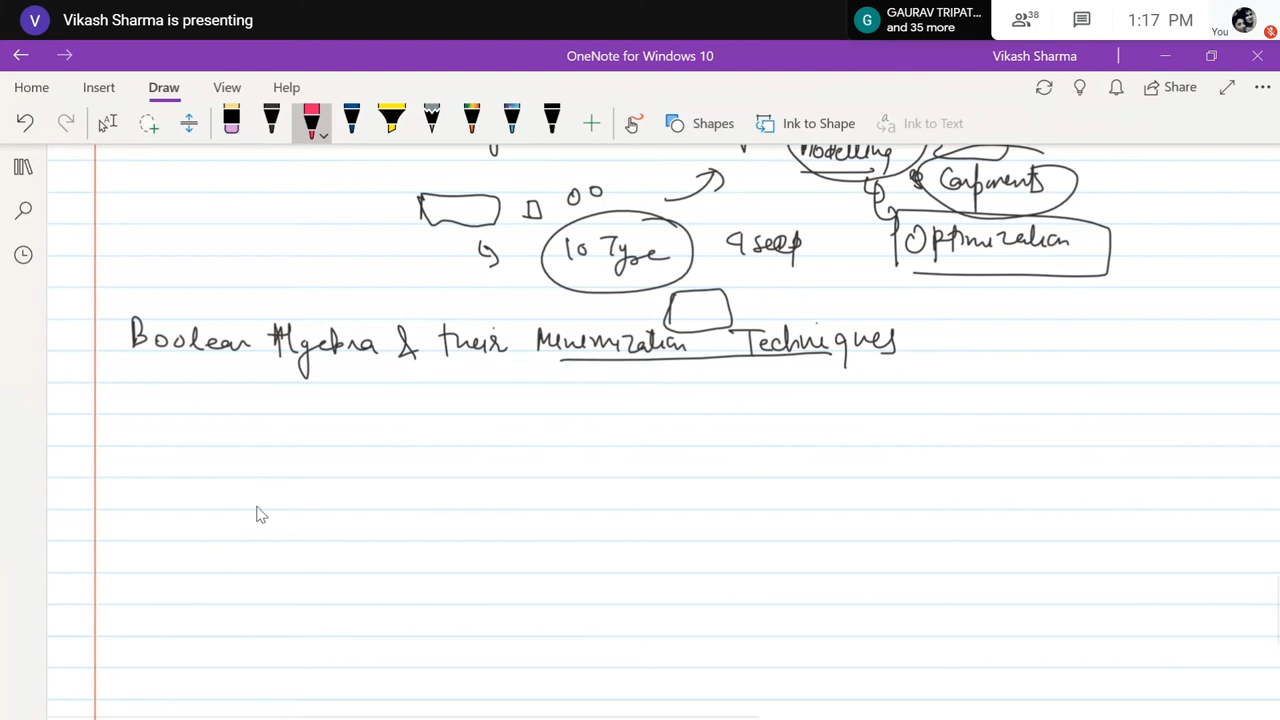 V Vikash Sharma is presenting
G GAURAV TRIPAT... and 35 more
38
You
1:17 PM
OneNote for Windows 10
Vikash Sharma
Home Insert Draw View Help
Share
Shapes
Ink to Shape
Ink to Text
Modelling
Components
10 Type
Optimization
Boolean Algebra & their Minimization Techniques